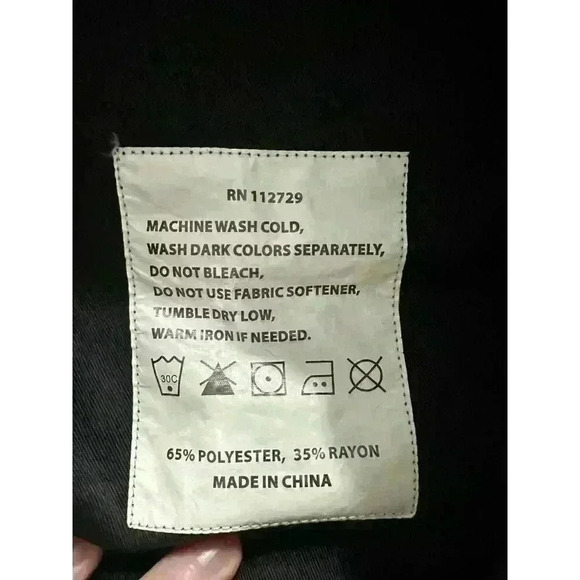 RN 112729
MACHINE WASH COLD,
WASH DARK COLORS SEPARATELY,
DO NOT BLEACH,
DO NOT USE FABRIC SOFTENER,
TUMBLE DRY LOW,
WARM IRON IF NEEDED.
30C
65% POLYESTER, 35% RAYON
MADE IN CHINA